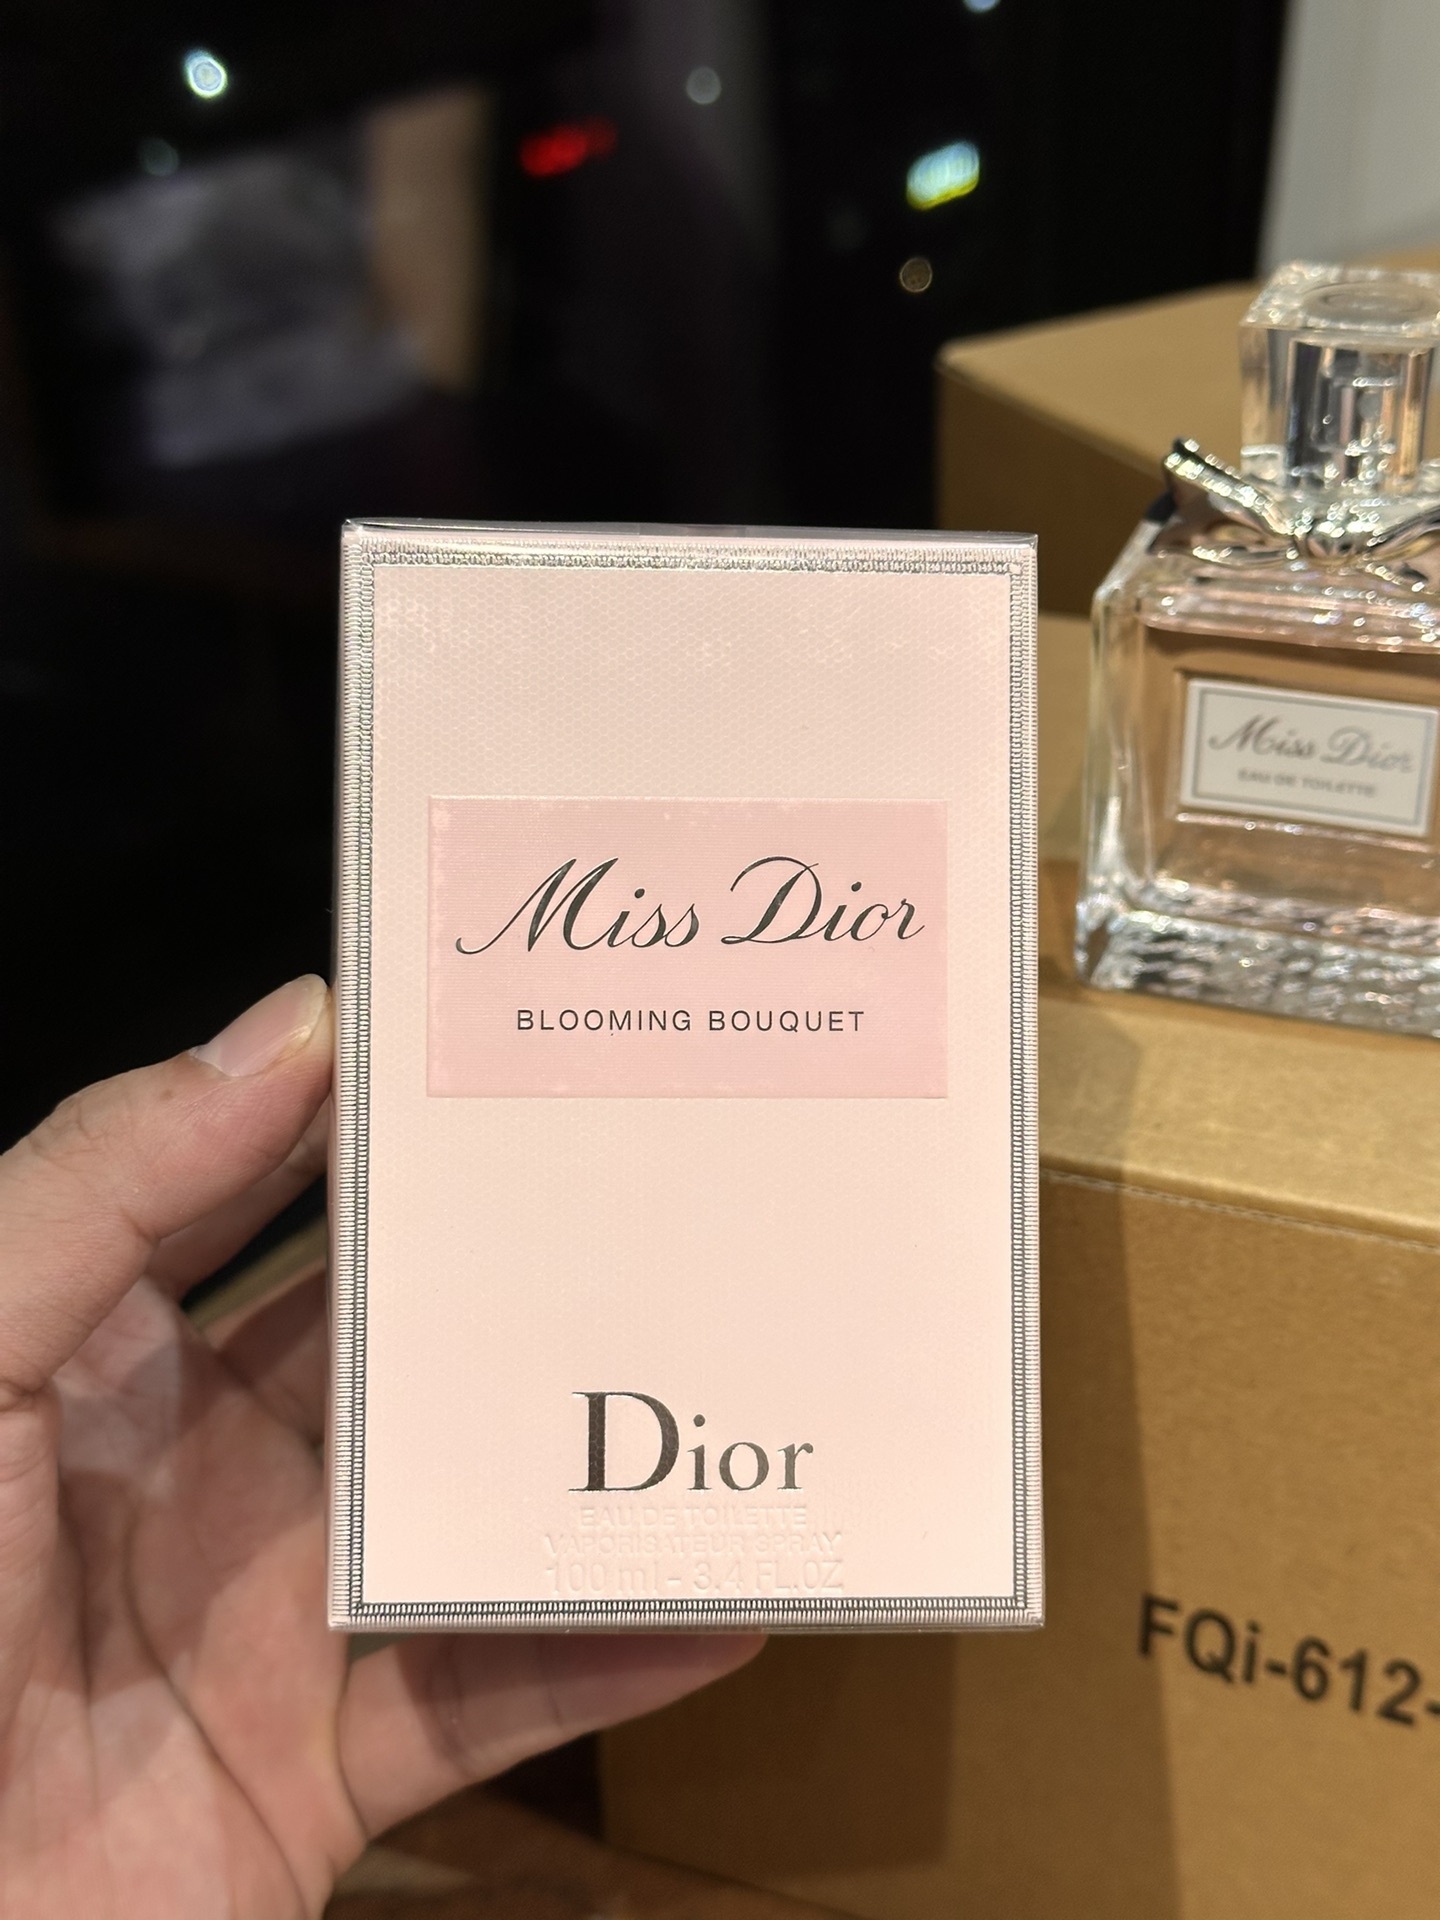 Miss Dior
BLOOMING BOUQUET
Dior
EAU DE TOILETTE
VAPORISATEUR SPRAY
100 ml - 3.4 FL.OZ
Miss Dior
EAU DE TOILETTE
FQi-612-